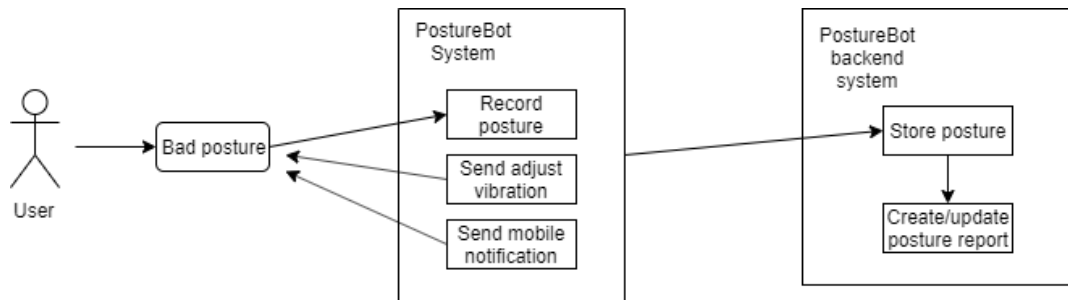 User
Bad posture
PostureBot
System
Record
posture
Send adjust
vibration
Send mobile
notification
PostureBot
backend
system
Store posture
Create/update
posture report